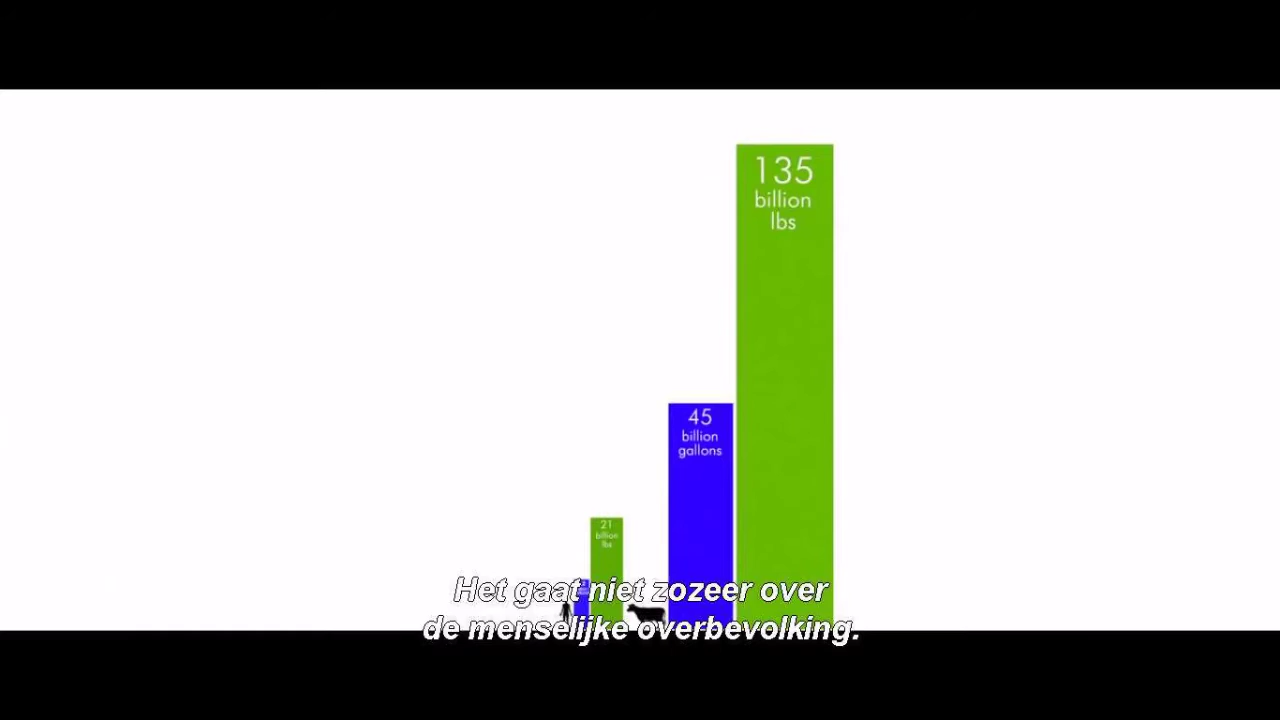 135
billion
lbs
45
billion
gallons
21
billion
lbs
Het gaat niet zozeer over
de menselijke overbevolking.